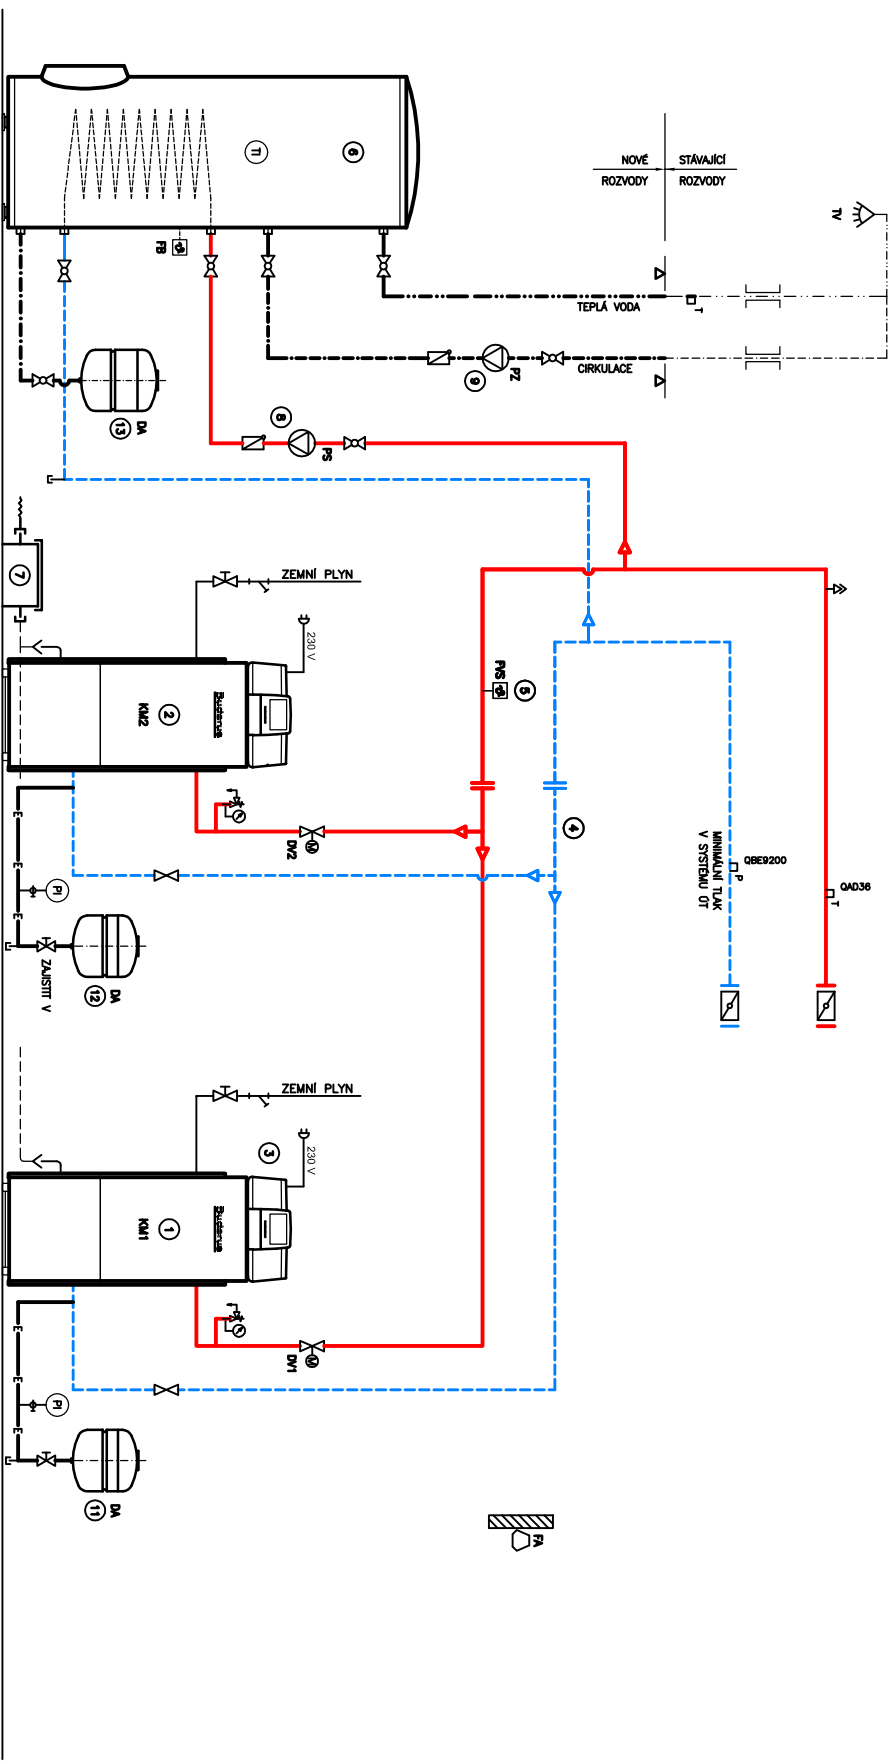 NOVÉ
ROZVODY
STÁVAJÍCÍ
ROZVODY
TV
6
TI
FB
TEPLÁ VODA
T
CIRKULACE
PZ
9
8
PS
DA
13
7
ZEMNÍ PLYN
230 V
Buderus
2
KM2
FVS
5
4
DV2
M
PI
DA
12
ZAJISTIT V
MINIMÁLNÍ TLAK
V SYSTÉMU ÚT
QBE9200
P
QAD36
T
ZEMNÍ PLYN
3
230 V
Buderus
1
KM1
DV1
M
PI
DA
11
FA